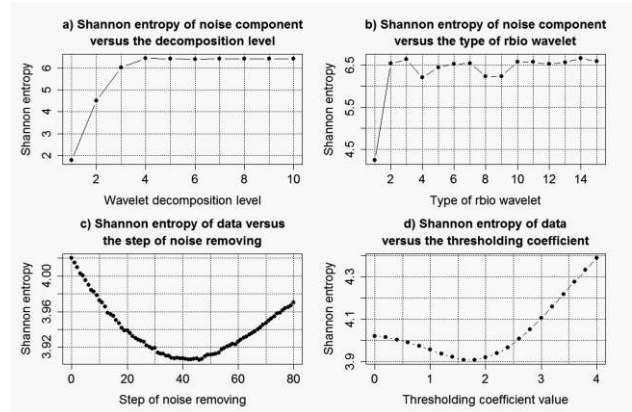 a) Shannon entropy of noise component
versus the decomposition level
Shannon entropy
6
5
4
3
2
2 4 6 8 10
Wavelet decomposition level
b) Shannon entropy of noise component
versus the type of rbio wavelet
Shannon entropy
6.5
5.5
4.5
2 4 6 8 10 14
Type of rbio wavelet
c) Shannon entropy of data versus
the step of noise removing
Shannon entropy
4.00
3.96
3.92
0 20 40 60 80
Step of noise removing
d) Shannon entropy of data
versus the thresholding coefficient
Shannon entropy
4.3
4.1
3.9
0 1 2 3 4
Thresholding coefficient value